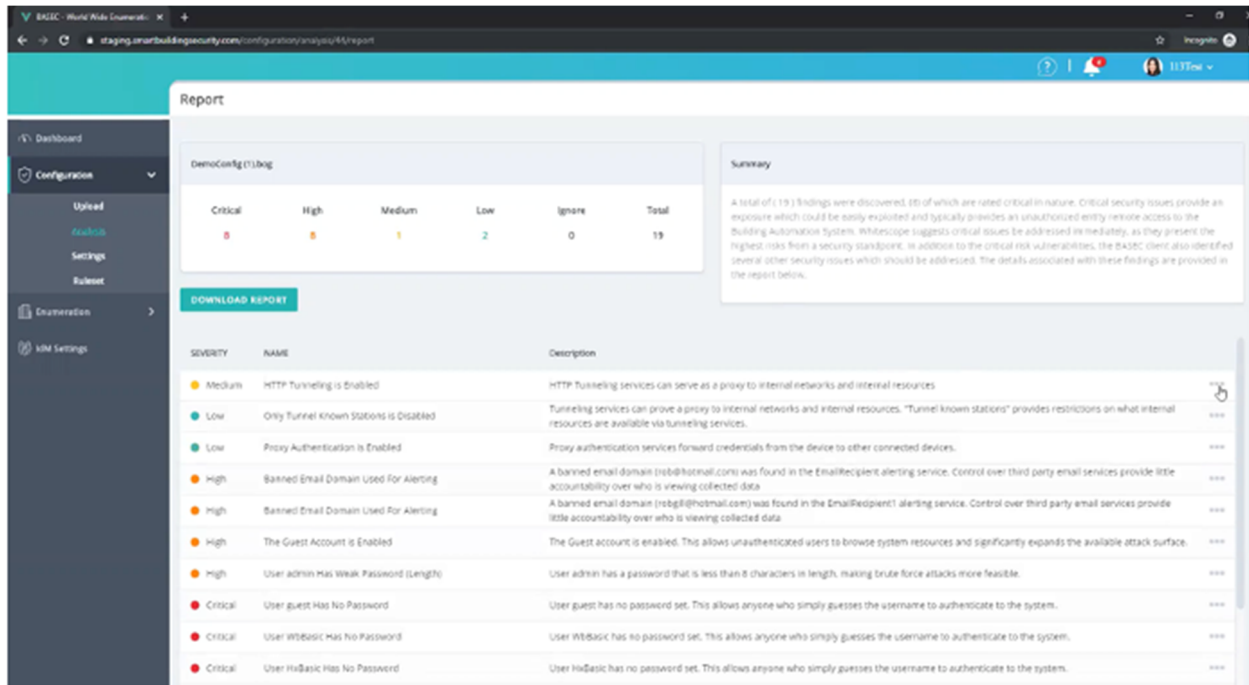 BASEC - World Wide Enumeratic
staging.smartbuildingsecurity.com/configuration/analysis/44/report
Incognito
113Test
Report
Dashboard
Configuration
Upload
Analysis
Settings
Ruleset
Enumeration
IdM Settings
DemoConfig (1).bog
Critical High Medium Low Ignore Total
8 8 1 2 0 19
Summary
A total of ( 19 ) findings were discovered, (8) of which are rated critical in nature. Critical security issues provide an
exposure which could be easily exploited and typically provides an unauthorized entity remote access to the
Building Automation System. Whitescope suggests critical issues be addressed immediately, as they present the
highest risks from a security standpoint. In addition to the critical risk vulnerabilities, the BASEC client also identified
several other security issues which should be addressed. The details associated with these findings are provided in
the report below.
DOWNLOAD REPORT
SEVERITY NAME Description
Medium HTTP Tunneling is Enabled HTTP Tunneling services can serve as a proxy to internal networks and internal resources
Low Only Tunnel Known Stations is Disabled Tunneling services can prove a proxy to internal networks and internal resources. "Tunnel known stations" provides restrictions on what internal
resources are available via tunneling services.
Low Proxy Authentication is Enabled Proxy authentication services forward credentials from the device to other connected devices.
High Banned Email Domain Used For Alerting A banned email domain (rob@hotmail.com) was found in the EmailRecipient alerting service. Control over third party email services provide little
accountability over who is viewing collected data
High Banned Email Domain Used For Alerting A banned email domain (robgill@hotmail.com) was found in the EmailRecipient1 alerting service. Control over third party email services provide
little accountability over who is viewing collected data
High The Guest Account is Enabled The Guest account is enabled. This allows unauthenticated users to browse system resources and significantly expands the available attack surface.
High User admin Has Weak Password (Length) User admin has a password that is less than 8 characters in length, making brute force attacks more feasible.
Critical User guest Has No Password User guest has no password set. This allows anyone who simply guesses the username to authenticate to the system.
Critical User WbBasic Has No Password User WbBasic has no password set. This allows anyone who simply guesses the username to authenticate to the system.
Critical User HxBasic Has No Password User HxBasic has no password set. This allows anyone who simply guesses the username to authenticate to the system.